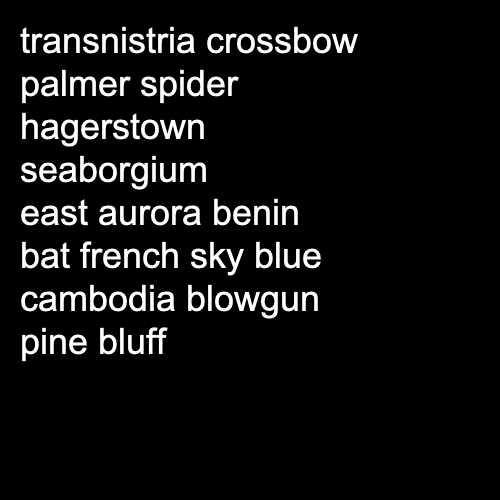 transnistria crossbow
palmer spider
hagerstown
seaborgium
east aurora benin
bat french sky blue
cambodia blowgun
pine bluff